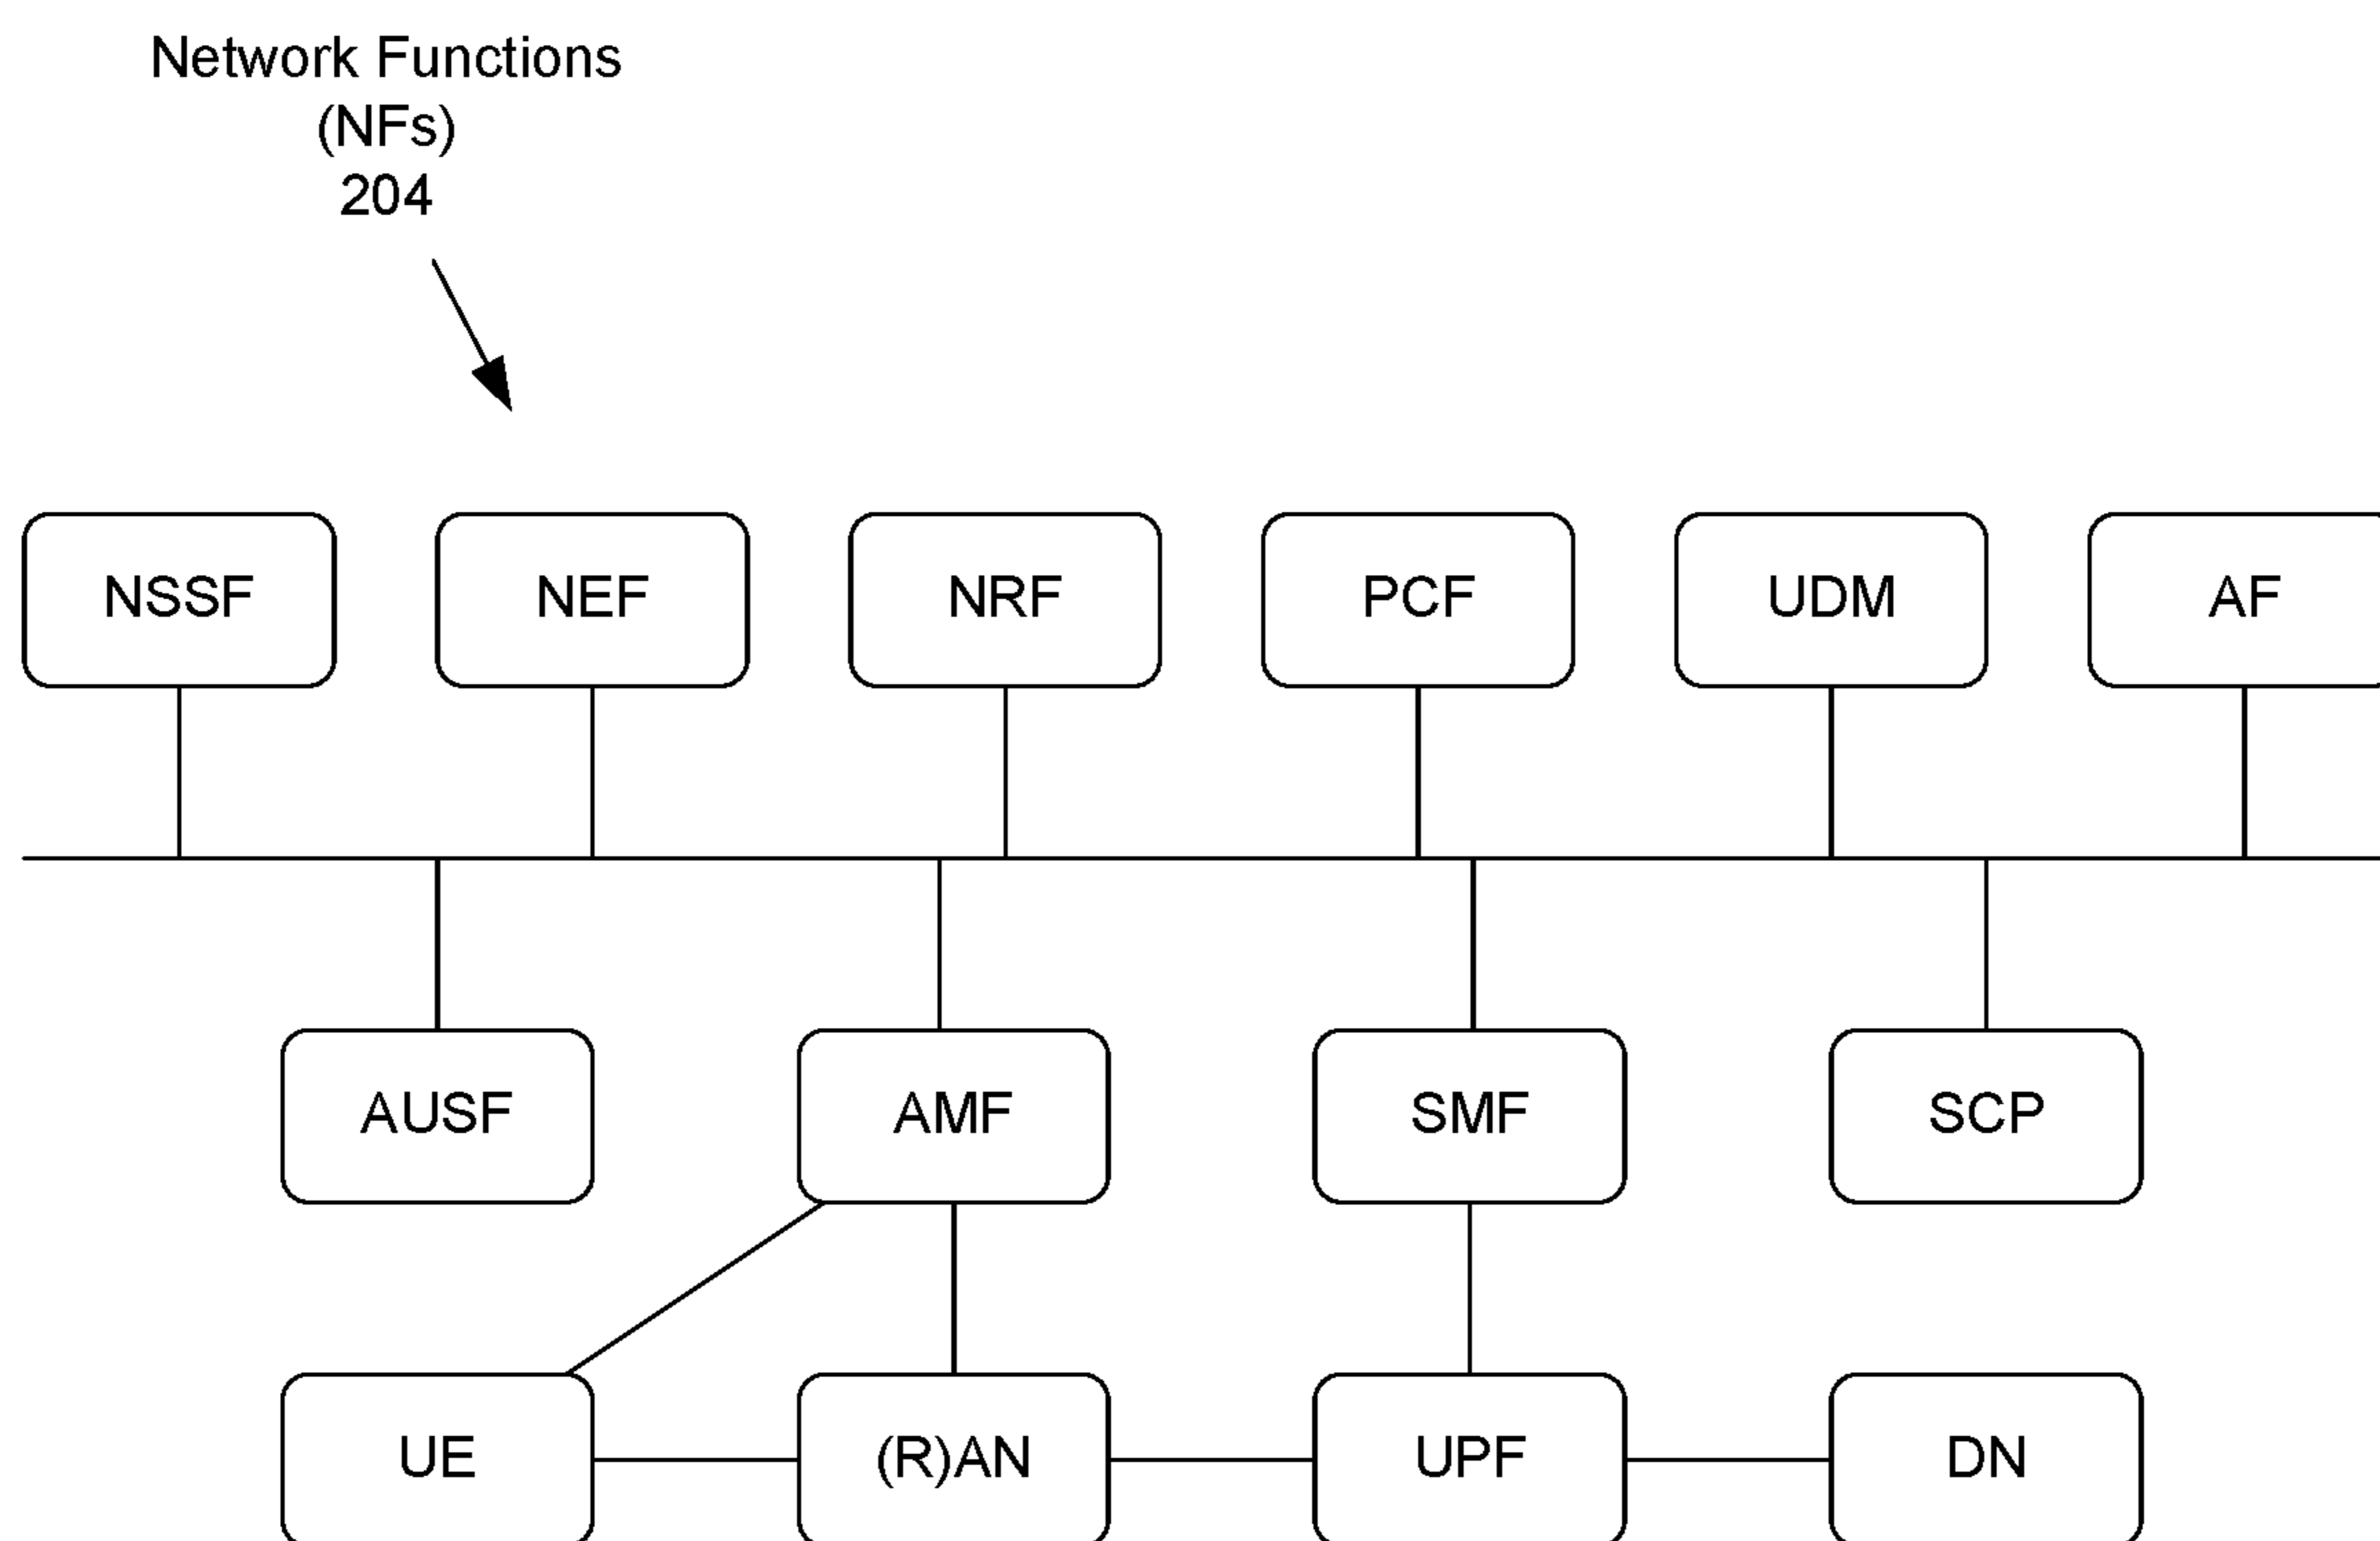 Network Functions
(NFs)
204
NSSF
NEF
NRF
PCF
UDM
AF
AUSF
AMF
SMF
SCP
UE
(R)AN
UPF
DN